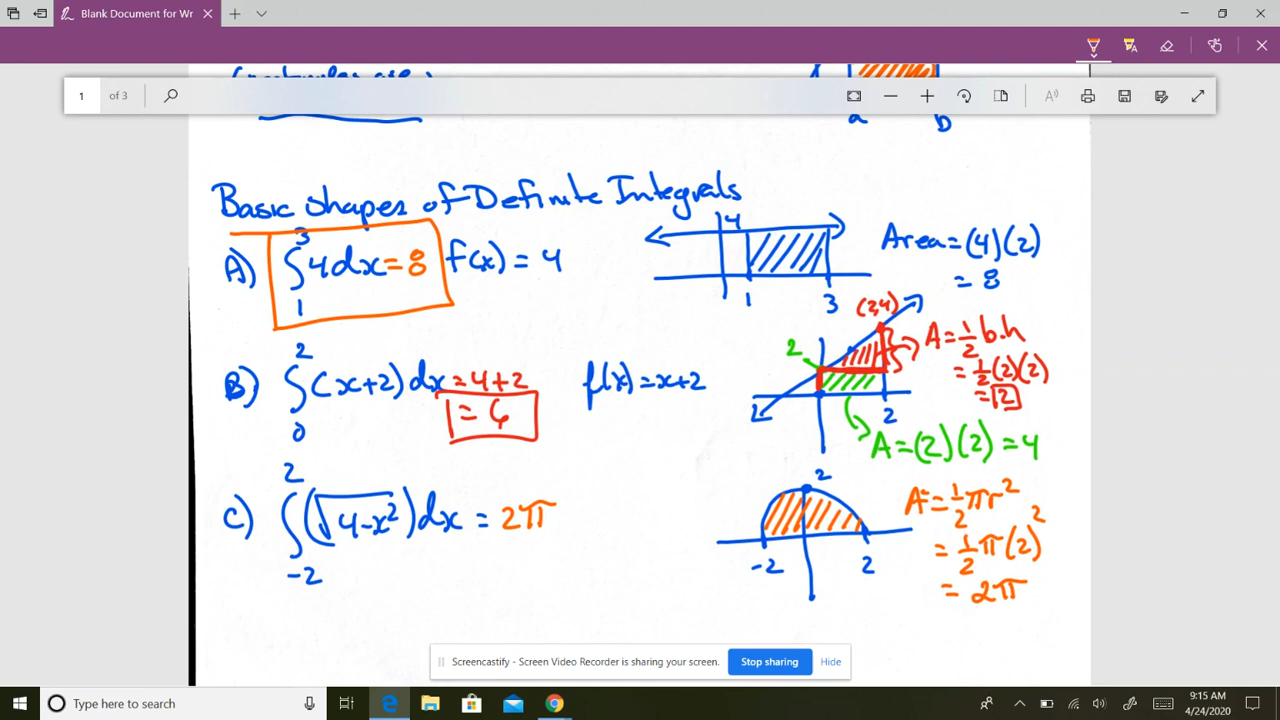 Blank Document for Wr
1 of 3
a b
Basic Shapes of Definite Integrals
A) ∫₁³ 4dx = 8 f(x) = 4
4
1 3
Area = (4)(2)
= 8
B) ∫₀² (x+2) dx = 4+2
= 6
f(x) = x+2
(2,4)
2
2
A = 1/2 b.h
= 1/2 (2)(2)
= 2
A = (2)(2) = 4
C) ∫₋₂² (√4-x²) dx = 2π
2
-2 2
A = 1/2 πr²
= 1/2 π(2)²
= 2π
Screencastify - Screen Video Recorder is sharing your screen. Stop sharing Hide
Type here to search
9:15 AM
4/24/2020